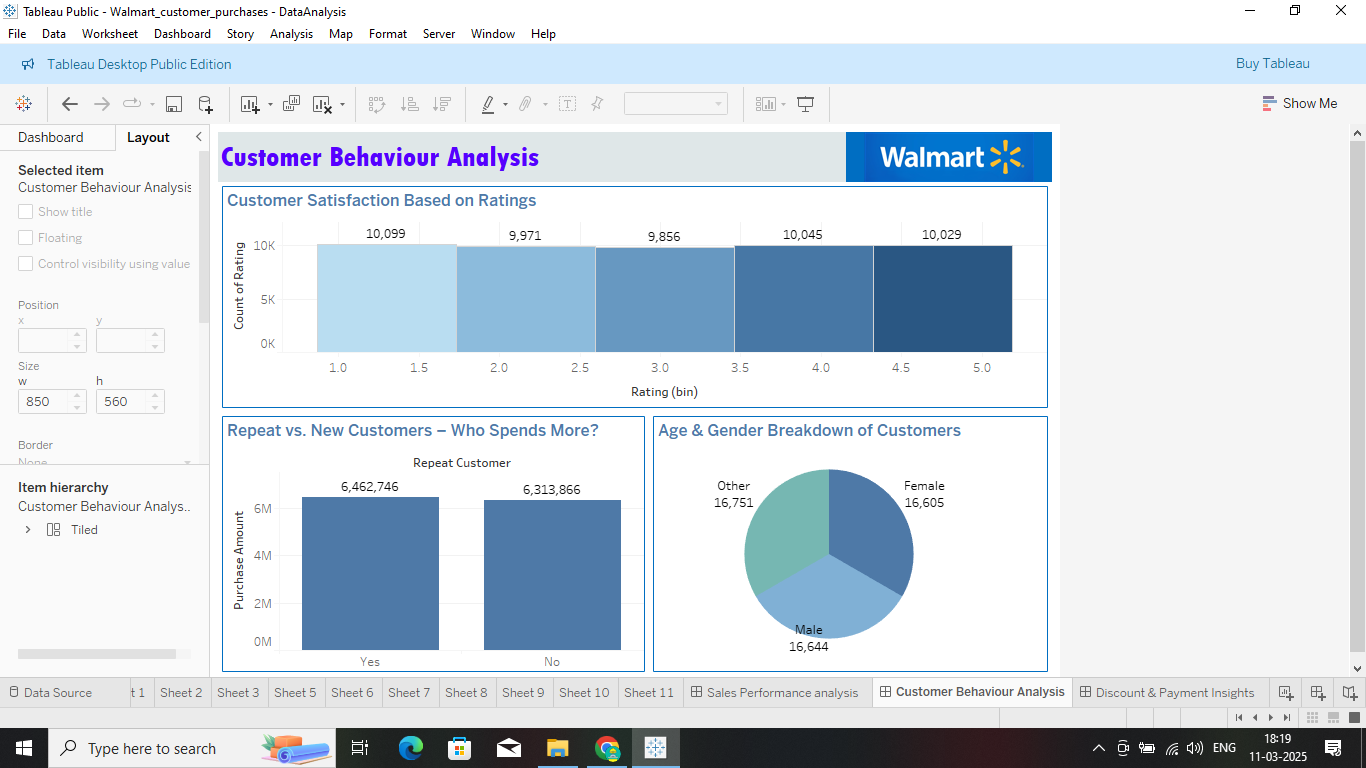 Tableau Public - Walmart_customer_purchases - DataAnalysis
File Data Worksheet Dashboard Story Analysis Map Format Server Window Help
Tableau Desktop Public Edition
Buy Tableau
Show Me
Dashboard
Layout
Selected item
Customer Behaviour Analysis
Show title
Floating
Control visibility using value
Position
x y
Size
w h
850 560
Border
None
Item hierarchy
Customer Behaviour Analys..
Tiled
Customer Behaviour Analysis
Walmart
Customer Satisfaction Based on Ratings
10,099 9,971 9,856 10,045 10,029
Count of Rating
10K
5K
0K
1.0 1.5 2.0 2.5 3.0 3.5 4.0 4.5 5.0
Rating (bin)
Repeat vs. New Customers – Who Spends More?
Repeat Customer
6,462,746 6,313,866
Purchase Amount
6M
4M
2M
0M
Yes No
Age & Gender Breakdown of Customers
Other
16,751
Female
16,605
Male
16,644
Data Source t 1 Sheet 2 Sheet 3 Sheet 5 Sheet 6 Sheet 7 Sheet 8 Sheet 9 Sheet 10 Sheet 11 Sales Performance analysis Customer Behaviour Analysis Discount & Payment Insights
Type here to search
ENG
18:19
11-03-2025